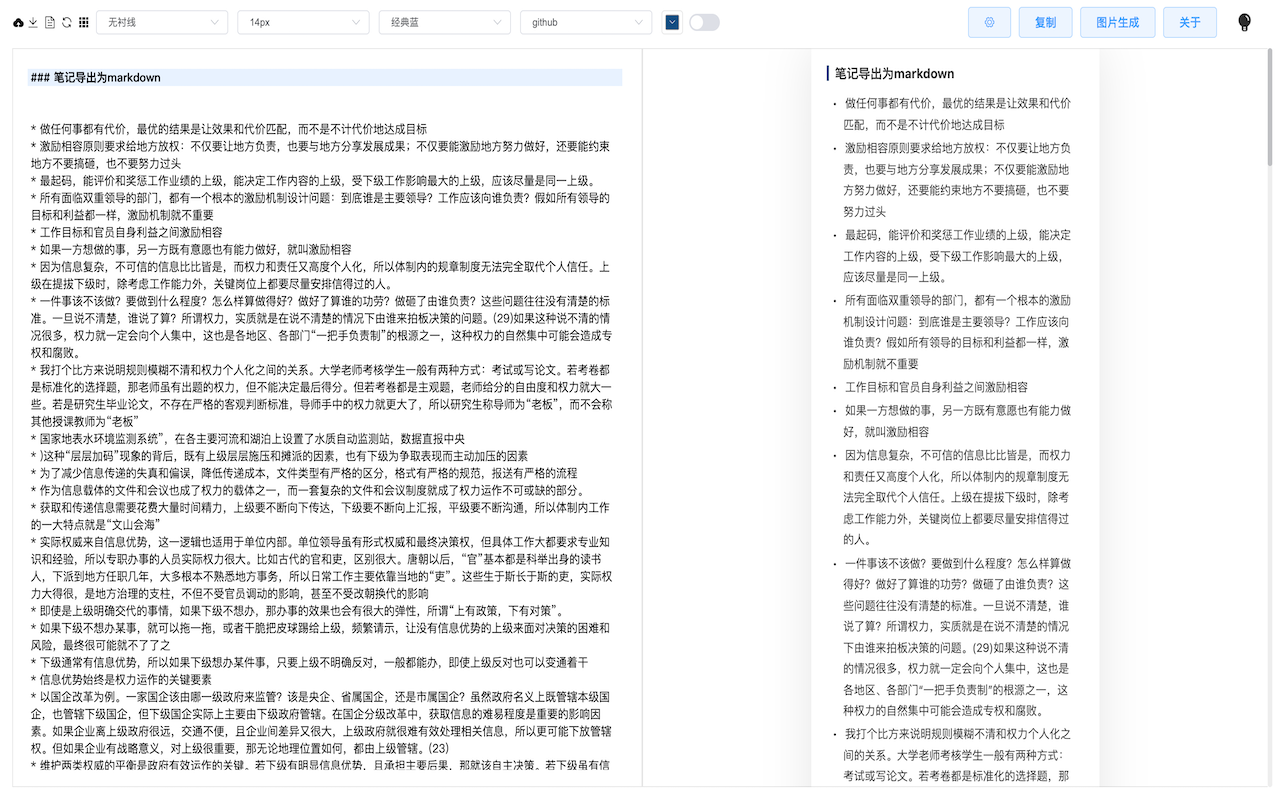 无衬线
14px
经典蓝
github
复制
图片生成
关于
### 笔记导出为markdown
* 做任何事都有代价，最优的结果是让效果和代价匹配，而不是不计代价地达成目标
* 激励相容原则要求给地方放权：不仅要让地方负责，也要与地方分享发展成果；不仅要能激励地方努力做好，还要能约束
地方不要搞砸，也不要努力过头
* 最起码，能评价和奖惩工作业绩的上级，能决定工作内容的上级，受下级工作影响最大的上级，应该尽量是同一上级。
* 所有面临双重领导的部门，都有一个根本的激励机制设计问题：到底谁是主要领导？工作应该向谁负责？假如所有领导的
目标和利益都一样，激励机制就不重要
* 工作目标和官员自身利益之间激励相容
* 如果一方想做的事，另一方既有意愿也有能力做好，就叫激励相容
* 因为信息复杂，不可信的信息比比皆是，而权力和责任又高度个人化，所以体制内的规章制度无法完全取代个人信任。上
级在提拔下级时，除考虑工作能力外，关键岗位上都要尽量安排信得过的人。
* 一件事该不该做？要做到什么程度？怎么样算做得好？做好了算谁的功劳？做砸了由谁负责？这些问题往往没有清楚的标
准。一旦说不清楚，谁说了算？所谓权力，实质就是在说不清楚的情况下由谁来拍板决策的问题。(29)如果这种说不清的情
况很多，权力就一定会向个人集中，这也是各地区、各部门“一把手负责制”的根源之一，这种权力的自然集中可能会造成专
权和腐败。
* 我打个比方来说明规则模糊不清和权力个人化之间的关系。大学老师考核学生一般有两种方式：考试或写论文。若考卷都
是标准化的选择题，那老师虽有出题的权力，但不能决定最后得分。但若考卷都是主观题，老师给分的自由度和权力就大一
些。若是研究生毕业论文，不存在严格的客观判断标准，导师手中的权力就更大了，所以研究生称导师为“老板”，而不会称
其他授课教师为“老板”
* 国家地表水环境监测系统”，在各主要河流和湖泊上设置了水质自动监测站，数据直报中央
* )这种“层层加码”现象的背后，既有上级层层施压和摊派的因素，也有下级为争取表现而主动加压的因素
* 为了减少信息传递的失真和偏误，降低传递成本，文件类型有严格的区分，格式有严格的规范，报送有严格的流程
* 作为信息载体的文件和会议也成了权力的载体之一，而一套复杂的文件和会议制度就成了权力运作不可或缺的部分。
* 获取和传递信息需要花费大量时间精力，上级要不断向下传达，下级要不断向上汇报，平级要不断沟通，所以体制内工作
的一大特点就是“文山会海”
* 实际权威来自信息优势，这一逻辑也适用于单位内部。单位领导虽有形式权威和最终决策权，但具体工作大都要求专业知
识和经验，所以专职办事的人员实际权力很大。比如古代的官和吏，区别很大。唐朝以后，“官”基本都是科举出身的读书
人，下派到地方任职几年，大多根本不熟悉地方事务，所以日常工作主要依靠当地的“吏”。这些生于斯长于斯的吏，实际权
力大得很，是地方治理的支柱，不但不受官员调动的影响，甚至不受改朝换代的影响
* 即使是上级明确交代的事情，如果下级不想办，那办事的效果也会有很大的弹性，所谓“上有政策，下有对策”。
* 如果下级不想办某事，就可以拖一拖，或者干脆把皮球踢给上级，频繁请示，让没有信息优势的上级来面对决策的困难和
风险，最终很可能就不了了之
* 下级通常有信息优势，所以如果下级想办某件事，只要上级不明确反对，一般都能办，即使上级反对也可以变通着干
* 信息优势始终是权力运作的关键要素
* 以国企改革为例。一家国企该由哪一级政府来监管？该是央企、省属国企，还是市属国企？虽然政府名义上既管辖本级国
企，也管辖下级国企，但下级国企实际上主要由下级政府管辖。在国企分级改革中，获取信息的难易程度是重要的影响因
素。如果企业离上级政府很远，交通不便，且企业间差异又很大，上级政府就很难有效处理相关信息，所以更可能下放管辖
权。但如果企业有战略意义，对上级很重要，那无论地理位置如何，都由上级管辖。(23)
* 维护两类权威的平衡是政府有效运作的关键。若下级有明显信息优势，且承担主要后果，那就该自主决策。若下级虽有信
笔记导出为markdown
• 做任何事都有代价，最优的结果是让效果和代价
匹配，而不是不计代价地达成目标
• 激励相容原则要求给地方放权：不仅要让地方负
责，也要与地方分享发展成果；不仅要能激励地
方努力做好，还要能约束地方不要搞砸，也不要
努力过头
• 最起码，能评价和奖惩工作业绩的上级，能决定
工作内容的上级，受下级工作影响最大的上级，
应该尽量是同一上级。
• 所有面临双重领导的部门，都有一个根本的激励
机制设计问题：到底谁是主要领导？工作应该向
谁负责？假如所有领导的目标和利益都一样，激
励机制就不重要
• 工作目标和官员自身利益之间激励相容
• 如果一方想做的事，另一方既有意愿也有能力做
好，就叫激励相容
• 因为信息复杂，不可信的信息比比皆是，而权力
和责任又高度个人化，所以体制内的规章制度无
法完全取代个人信任。上级在提拔下级时，除考
虑工作能力外，关键岗位上都要尽量安排信得过
的人。
• 一件事该不该做？要做到什么程度？怎么样算做
得好？做好了算谁的功劳？做砸了由谁负责？这
些问题往往没有清楚的标准。一旦说不清楚，谁
说了算？所谓权力，实质就是在说不清楚的情况
下由谁来拍板决策的问题。(29)如果这种说不清
的情况很多，权力就一定会向个人集中，这也是
各地区、各部门“一把手负责制”的根源之一，这
种权力的自然集中可能会造成专权和腐败。
• 我打个比方来说明规则模糊不清和权力个人化之
间的关系。大学老师考核学生一般有两种方式：
考试或写论文。若考卷都是标准化的选择题，那